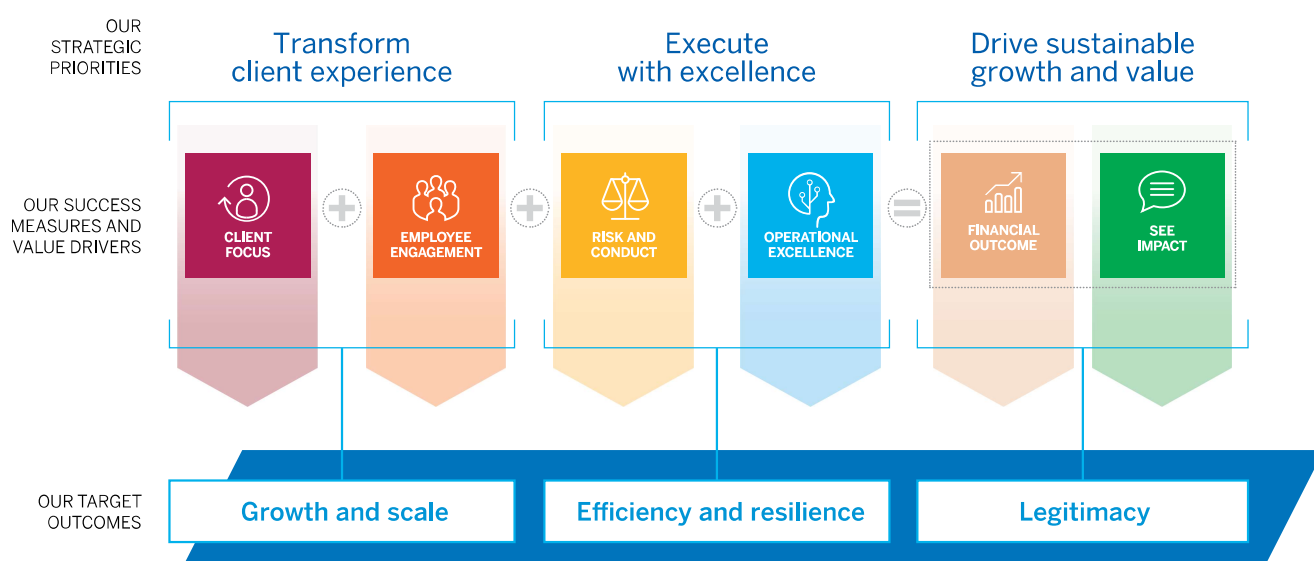 OUR
STRATEGIC
PRIORITIES
Transform
client experience
Execute
with excellence
Drive sustainable
growth and value
OUR SUCCESS
MEASURES AND
VALUE DRIVERS
CLIENT
FOCUS
+
EMPLOYEE
ENGAGEMENT
+
RISK AND
CONDUCT
+
OPERATIONAL
EXCELLENCE
=
FINANCIAL
OUTCOME
SEE
IMPACT
OUR TARGET
OUTCOMES
Growth and scale
Efficiency and resilience
Legitimacy